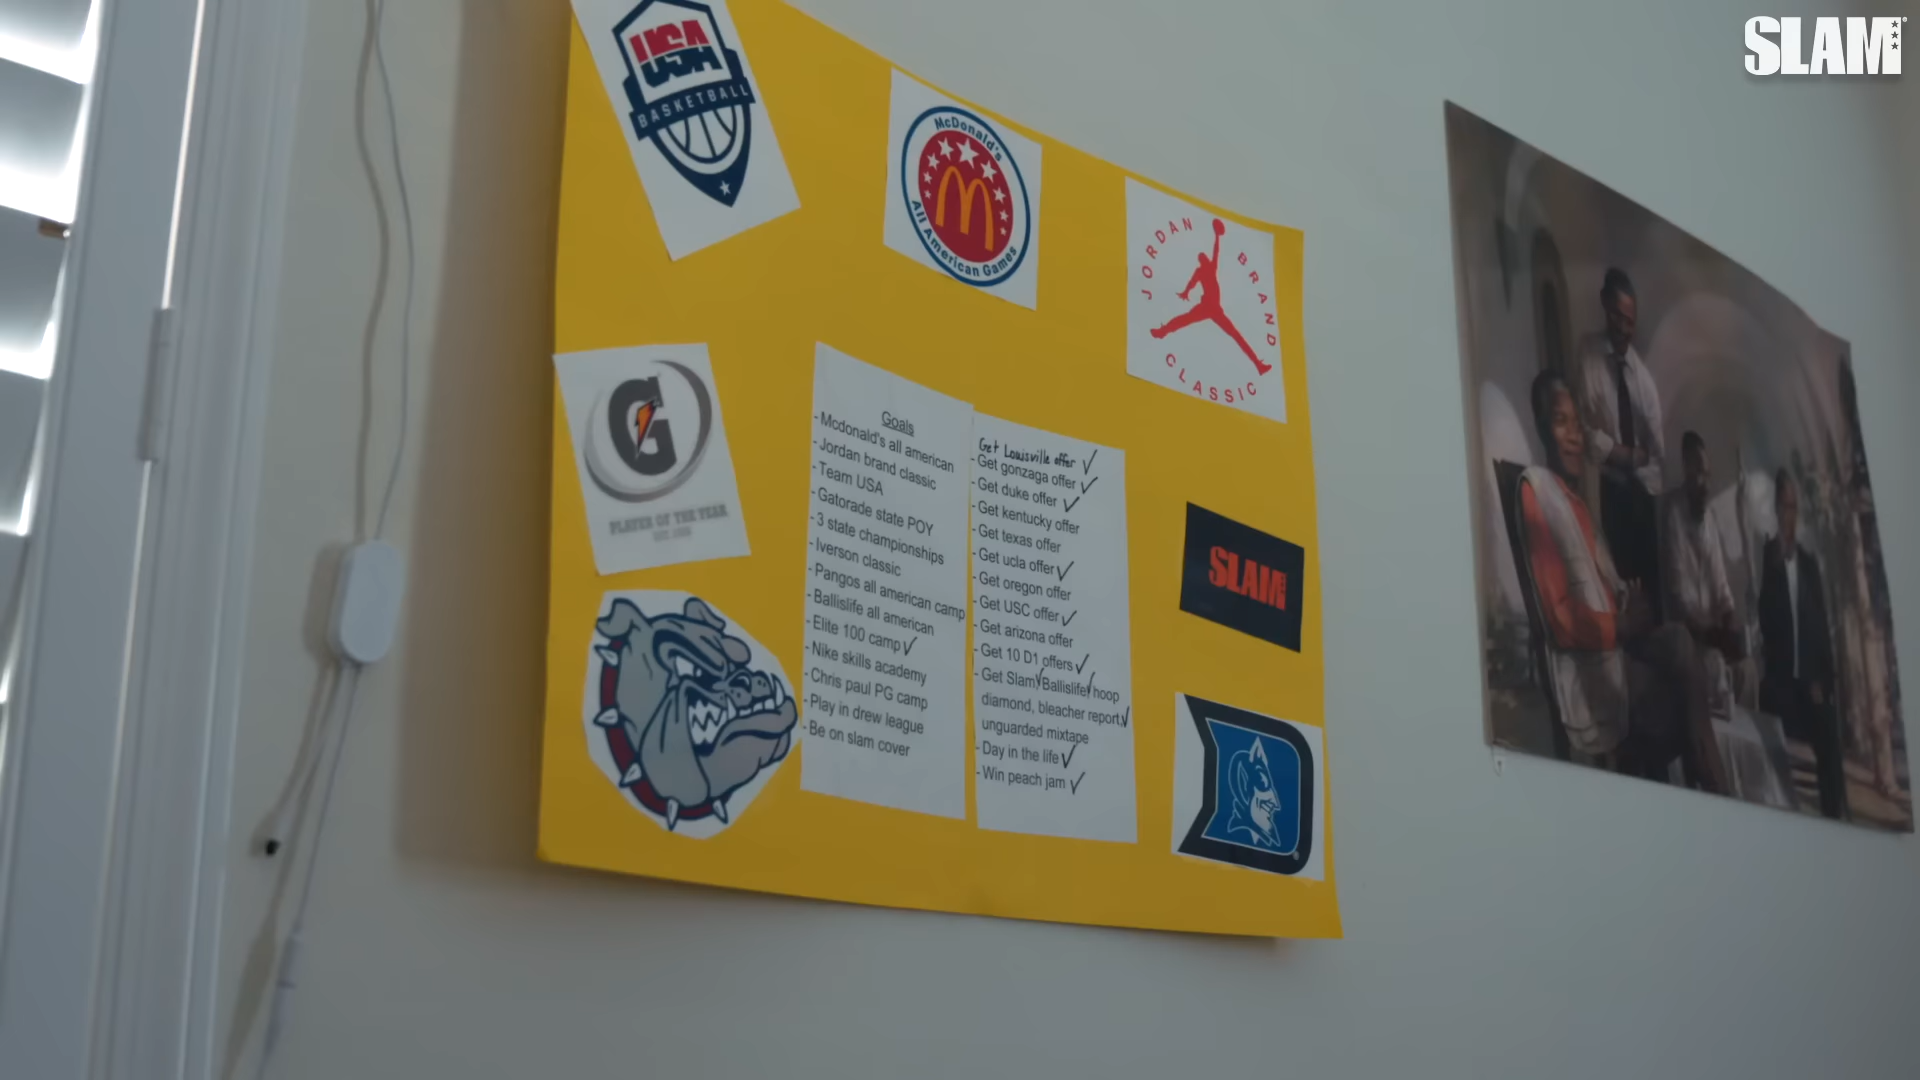 SLAM
USA
BASKETBALL
McDonald's
All American Games
JORDAN BRAND
CLASSIC
G
PLAYER OF THE YEAR
Goals
- Mcdonald's all american
- Jordan brand classic
- Team USA
- Gatorade state POY
- 3 state championships
- Iverson classic
- Pangos all american camp
- Ballislife all american
- Elite 100 camp ✓
- Nike skills academy
- Chris paul PG camp
- Play in drew league
- Be on slam cover
Get Louisville offer ✓
- Get gonzaga offer ✓
- Get duke offer ✓
- Get kentucky offer
- Get texas offer
- Get ucla offer ✓
- Get oregon offer
- Get USC offer ✓
- Get arizona offer
- Get 10 D1 offers ✓
- Get Slam,✓ Ballislife,✓ hoop
diamond, bleacher report,✓
unguarded mixtape
- Day in the life ✓
- Win peach jam ✓
SLAM
D